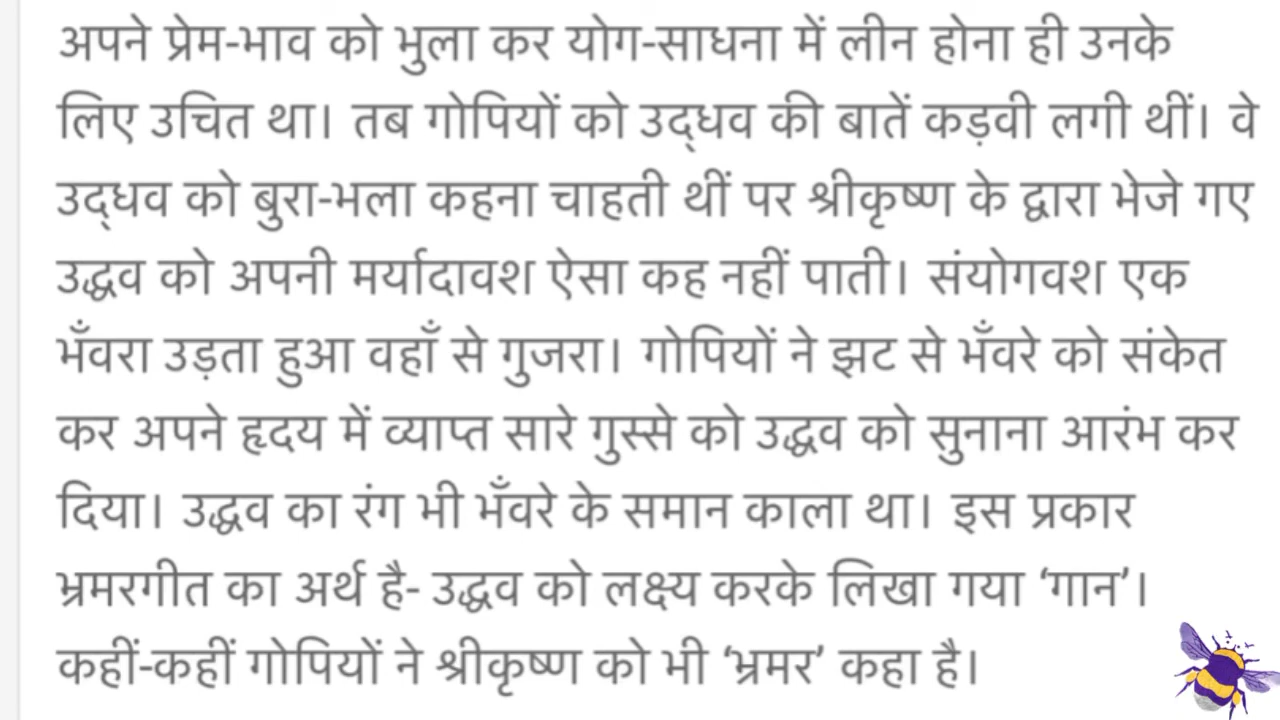 अपने प्रेम-भाव को भुला कर योग-साधना में लीन होना ही उनके
लिए उचित था। तब गोपियों को उद्‌धव की बातें कड़वी लगी थीं। वे
उद्‌धव को बुरा-भला कहना चाहती थीं पर श्रीकृष्ण के द्वारा भेजे गए
उद्धव को अपनी मर्यादावश ऐसा कह नहीं पाती। संयोगवश एक
भँवरा उड़ता हुआ वहाँ से गुजरा। गोपियों ने झट से भँवरे को संकेत
कर अपने हृदय में व्याप्त सारे गुस्से को उद्धव को सुनाना आरंभ कर
दिया। उद्धव का रंग भी भँवरे के समान काला था। इस प्रकार
भ्रमरगीत का अर्थ है- उद्धव को लक्ष्य करके लिखा गया ‘गान’।
कहीं-कहीं गोपियों ने श्रीकृष्ण को भी ‘भ्रमर’ कहा है।